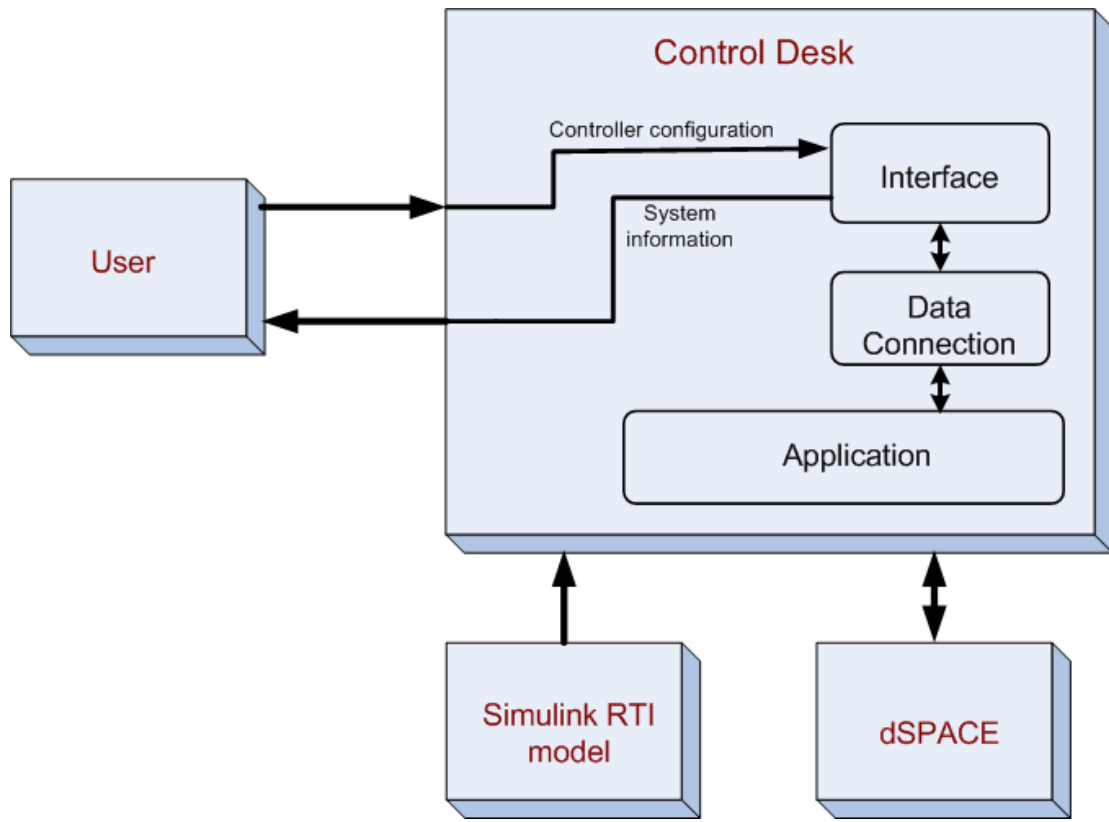 Control Desk
Controller configuration
Interface
System
information
User
Data
Connection
Application
Simulink RTI
model
dSPACE